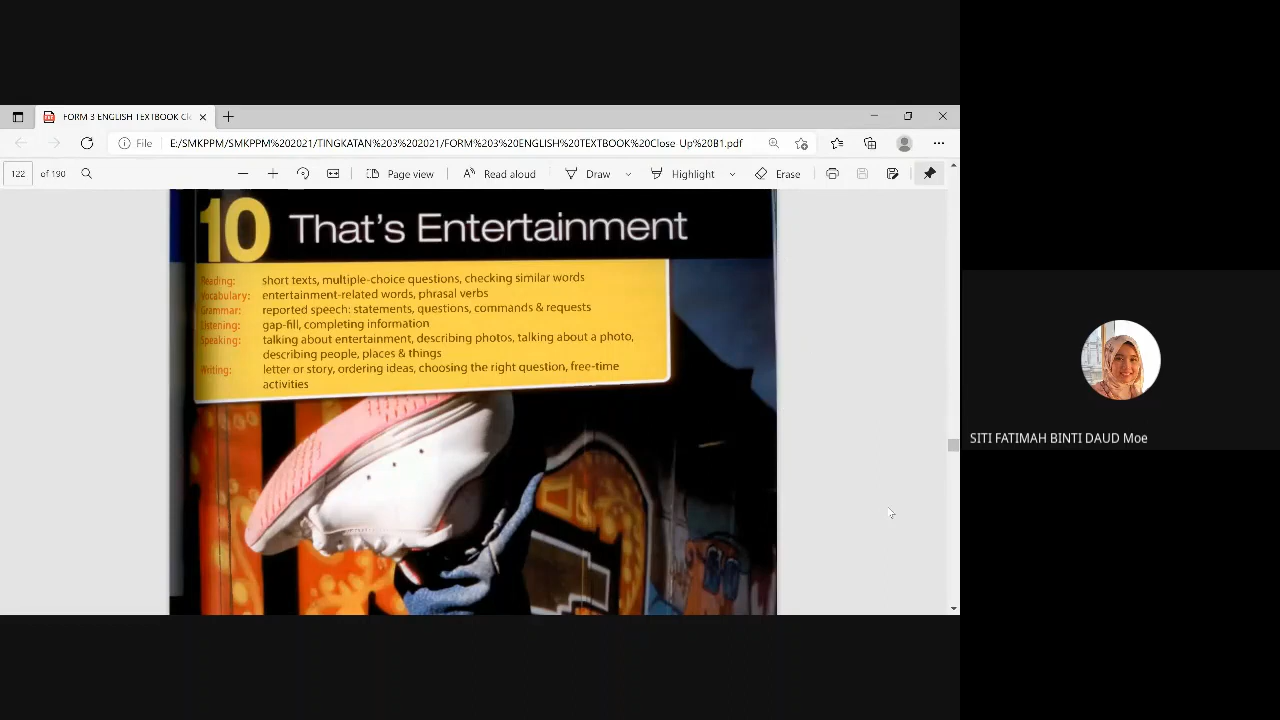 FORM 3 ENGLISH TEXTBOOK Cl
File E:/SMKPPM/SMKPPM%202021/TINGKATAN%203%202021/FORM%203%20ENGLISH%20TEXTBOOK%20Close Up%20B1.pdf
122 of 190 Page view Read aloud Draw Highlight Erase
10 That's Entertainment
Reading: short texts, multiple-choice questions, checking similar words
Vocabulary: entertainment-related words, phrasal verbs
Grammar: reported speech: statements, questions, commands & requests
Listening: gap-fill, completing information
Speaking: talking about entertainment, describing photos, talking about a photo,
describing people, places & things
Writing: letter or story, ordering ideas, choosing the right question, free-time
activities
SITI FATIMAH BINTI DAUD Moe